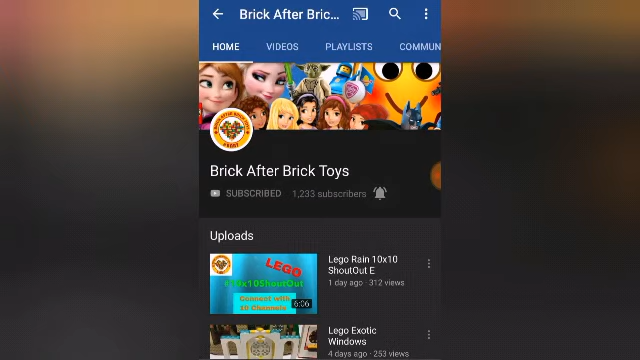 Brick After Bric...
HOME VIDEOS PLAYLISTS COMMUN
Brick After Brick Toys
SUBSCRIBED 1,233 subscribers
Uploads
LEGO
#10x10ShoutOut
Connect with
10 Channels
6:06
Lego Rain 10x10
ShoutOut E
1 day ago · 312 views
Lego Exotic
Windows
4 days ago · 253 views